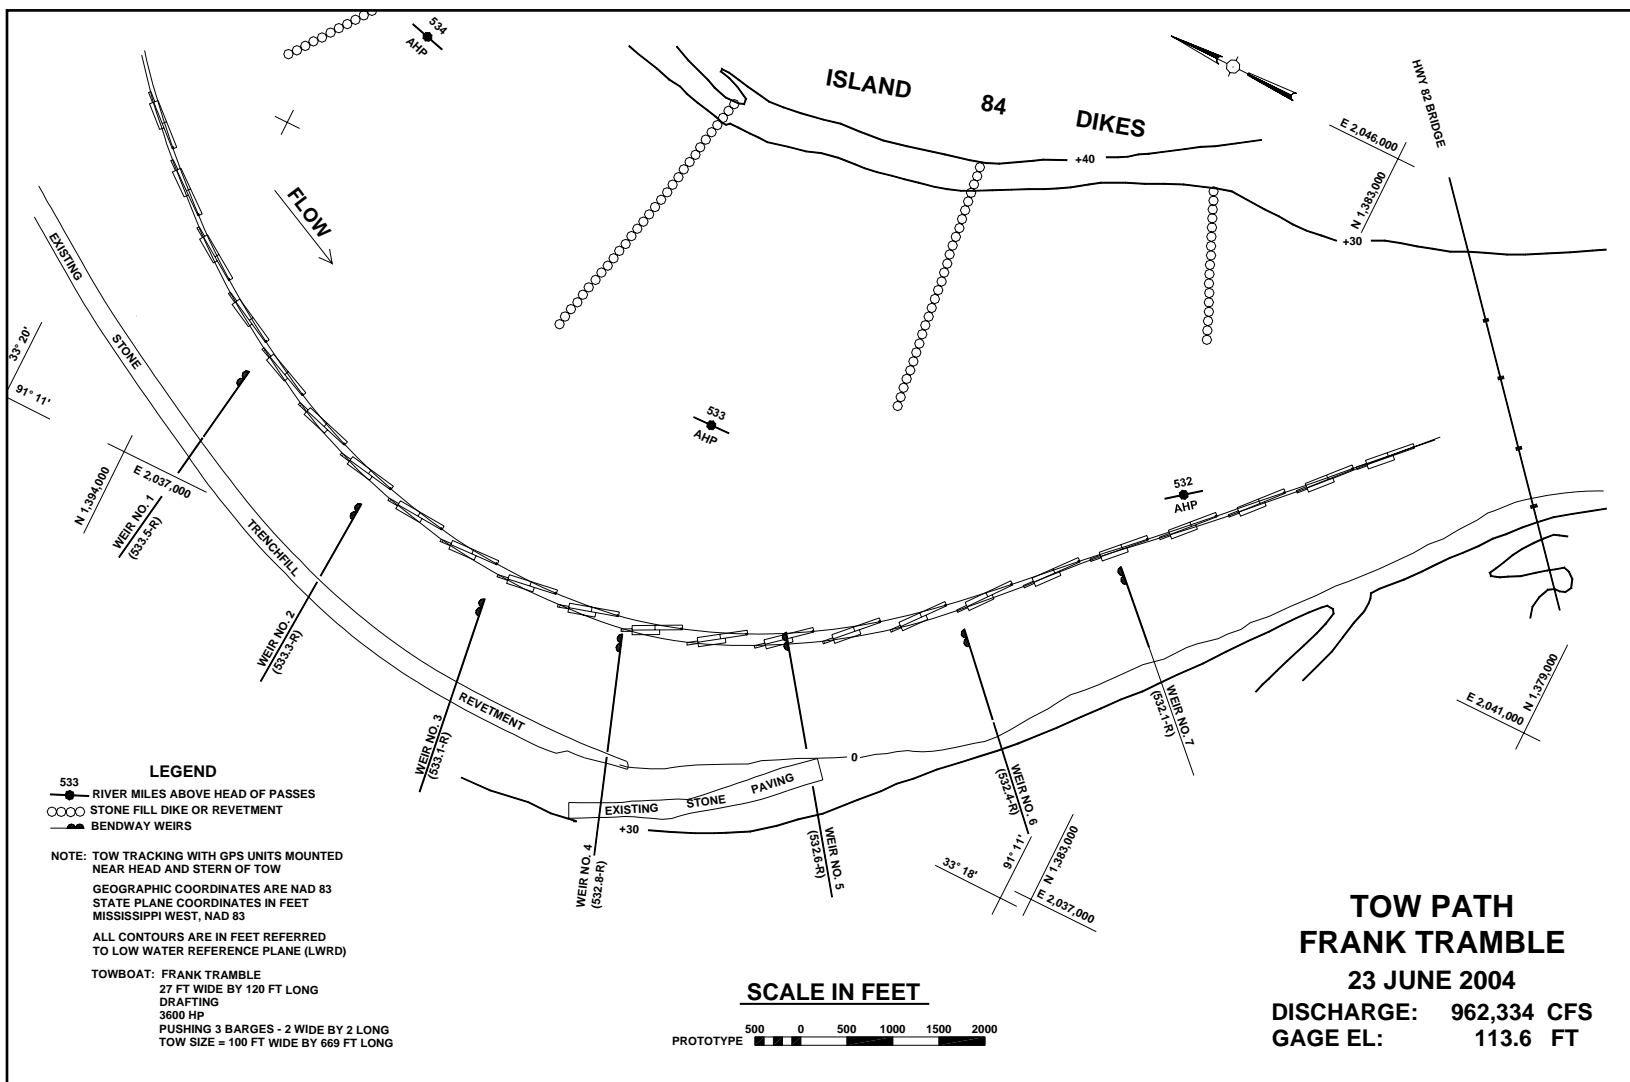 534
AHP
ISLAND 84 DIKES
HWY 82 BRIDGE
E 2,046,000
N 1,383,000
+40
+30
FLOW
EXISTING
STONE
TRENCHFILL
REVETMENT
33° 20'
91° 11'
N 1,394,000
E 2,037,000
WEIR NO. 1
(533.5-R)
WEIR NO. 2
(533.3-R)
WEIR NO. 3
(533.1-R)
WEIR NO. 4
(532.8-R)
WEIR NO. 5
(532.6-R)
WEIR NO. 6
(532.4-R)
WEIR NO. 7
(532.1-R)
533
AHP
532
AHP
0
EXISTING STONE PAVING
+30
E 2,041,000
N 1,379,000
33° 18'
91° 11'
N 1,383,000
E 2,037,000
LEGEND
533
RIVER MILES ABOVE HEAD OF PASSES
STONE FILL DIKE OR REVETMENT
BENDWAY WEIRS
NOTE: TOW TRACKING WITH GPS UNITS MOUNTED
NEAR HEAD AND STERN OF TOW
GEOGRAPHIC COORDINATES ARE NAD 83
STATE PLANE COORDINATES IN FEET
MISSISSIPPI WEST, NAD 83
ALL CONTOURS ARE IN FEET REFERRED
TO LOW WATER REFERENCE PLANE (LWRD)
TOWBOAT: FRANK TRAMBLE
27 FT WIDE BY 120 FT LONG
DRAFTING
3600 HP
PUSHING 3 BARGES - 2 WIDE BY 2 LONG
TOW SIZE = 100 FT WIDE BY 669 FT LONG
SCALE IN FEET
PROTOTYPE 500 0 500 1000 1500 2000
TOW PATH
FRANK TRAMBLE
23 JUNE 2004
DISCHARGE: 962,334 CFS
GAGE EL: 113.6 FT